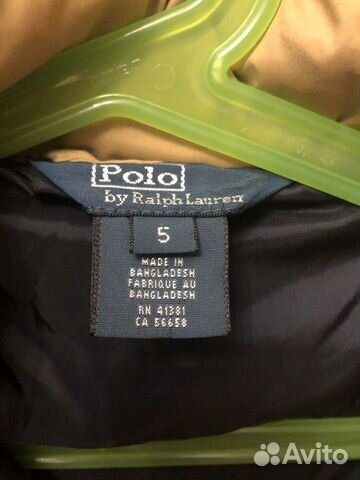 Polo
by Ralph Lauren
5
MADE IN
BANGLADESH
FABRIQUE AU
BANGLADESH
RN 41381
CA 56658
Avito